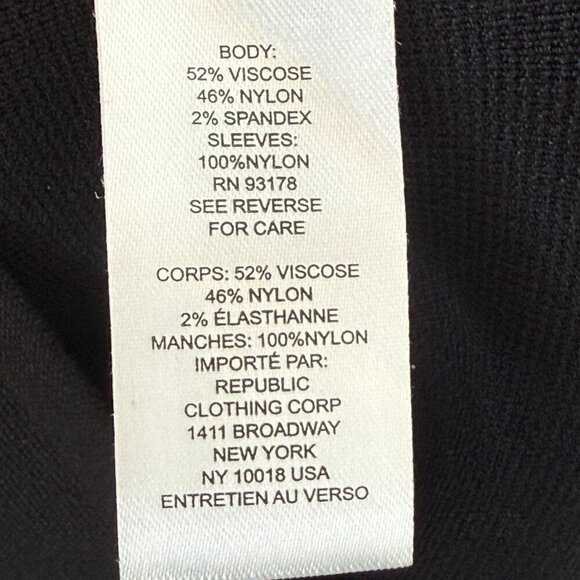 BODY:
52% VISCOSE
46% NYLON
2% SPANDEX
SLEEVES:
100%NYLON
RN 93178
SEE REVERSE
FOR CARE
CORPS: 52% VISCOSE
46% NYLON
2% ÉLASTHANNE
MANCHES: 100%NYLON
IMPORTÉ PAR:
REPUBLIC
CLOTHING CORP
1411 BROADWAY
NEW YORK
NY 10018 USA
ENTRETIEN AU VERSO